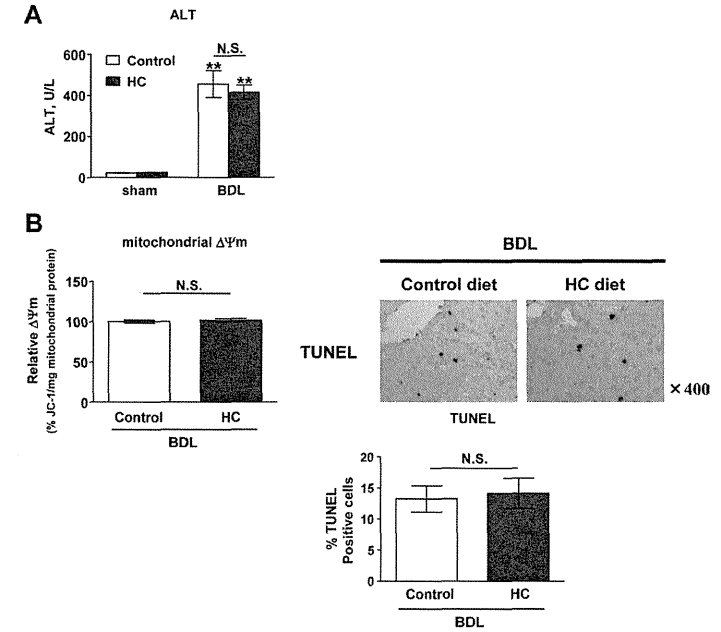 A
ALT
ALT, U/L
600
400
200
0
Control
HC
N.S.
**
**
sham
BDL
B
mitochondrial ΔΨm
Relative ΔΨm
(% JC-1/mg mitochondrial protein)
150
100
50
0
N.S.
Control
HC
BDL
BDL
Control diet
HC diet
TUNEL
×400
TUNEL
% TUNEL
Positive cells
20
15
10
5
0
N.S.
Control
HC
BDL